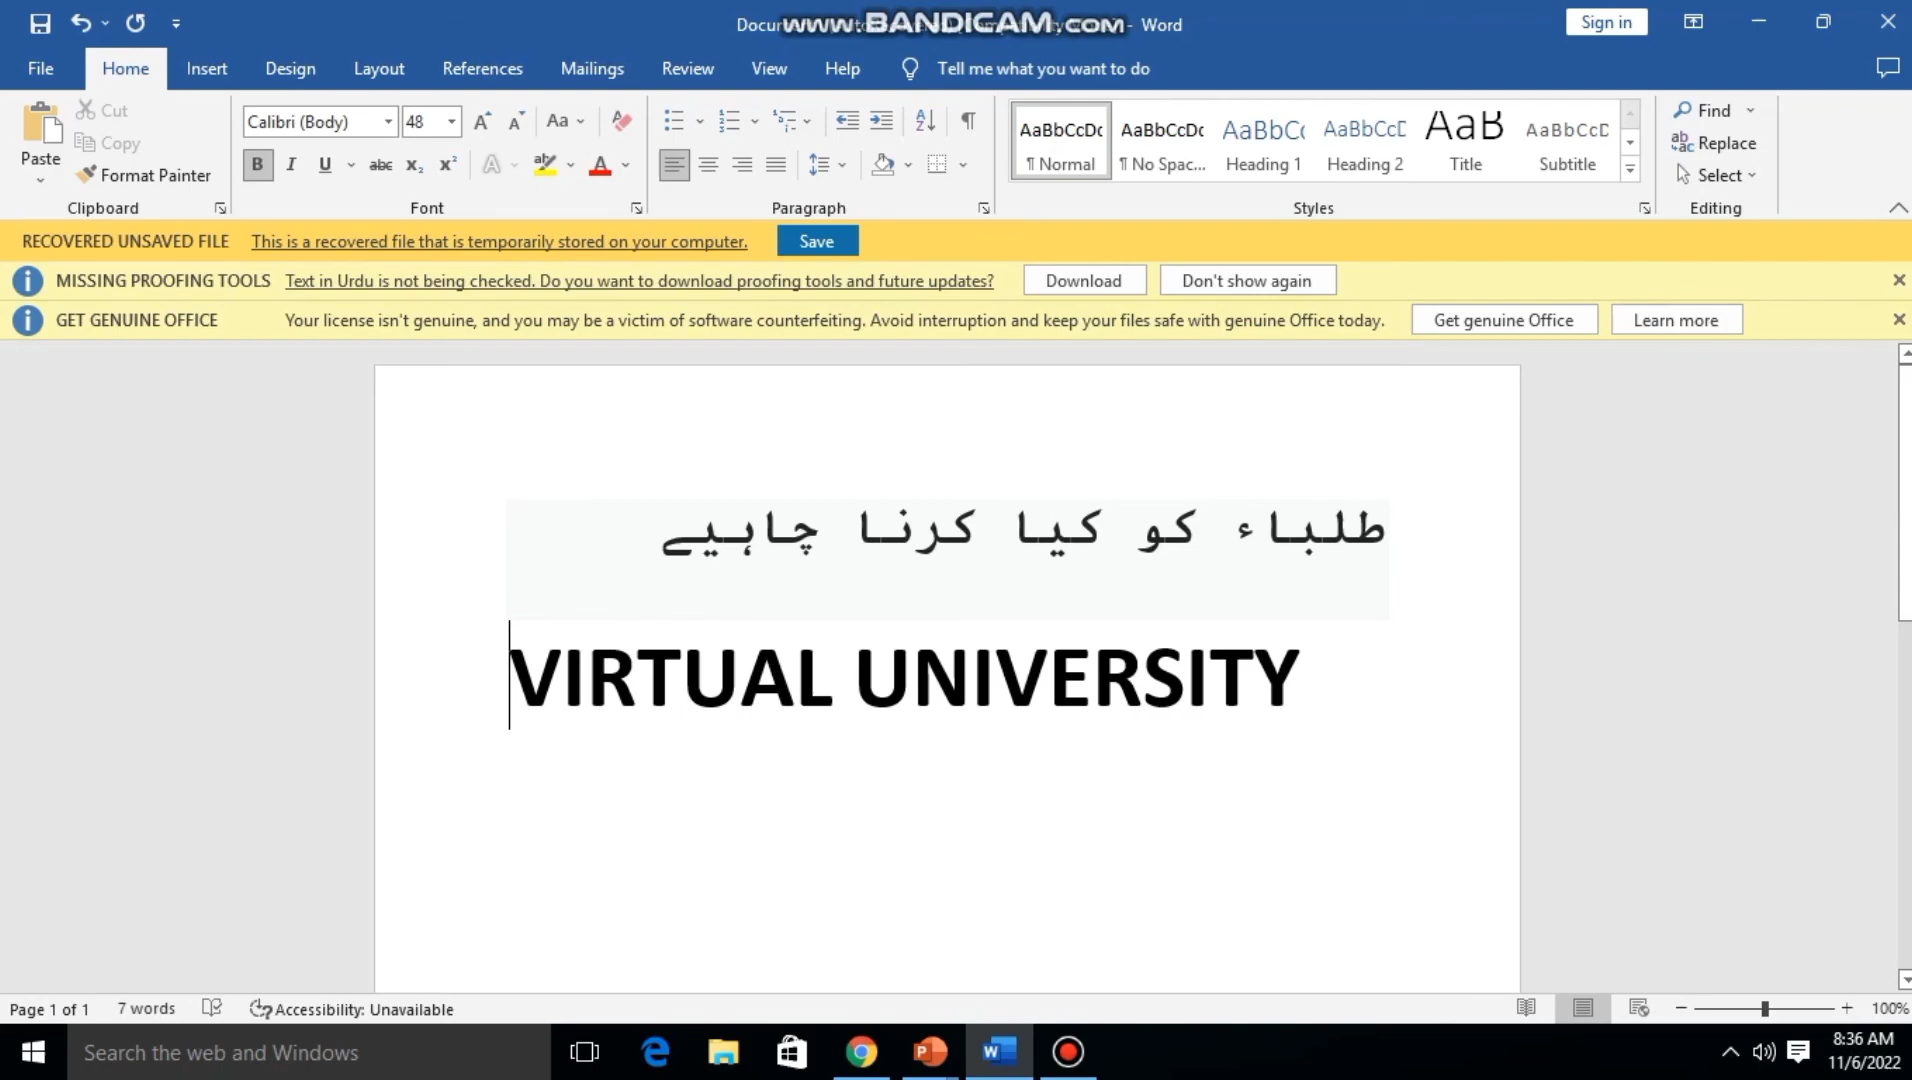 Docu www.BANDICAM.com - Word Sign in
File Home Insert Design Layout References Mailings Review View Help Tell me what you want to do
Cut
Copy
Paste
Format Painter
Clipboard
Calibri (Body) 48
Font
Paragraph
AaBbCcDc AaBbCcDc AaBbC AaBbCcD AaB AaBbCcD
¶ Normal ¶ No Spac... Heading 1 Heading 2 Title Subtitle
Styles
Find
Replace
Select
Editing
RECOVERED UNSAVED FILE This is a recovered file that is temporarily stored on your computer. Save
MISSING PROOFING TOOLS Text in Urdu is not being checked. Do you want to download proofing tools and future updates? Download Don't show again
GET GENUINE OFFICE Your license isn't genuine, and you may be a victim of software counterfeiting. Avoid interruption and keep your files safe with genuine Office today. Get genuine Office Learn more
طلباء کو کیا کرنا چاہیے
VIRTUAL UNIVERSITY
Page 1 of 1 7 words Accessibility: Unavailable 100%
Search the web and Windows
8:36 AM
11/6/2022